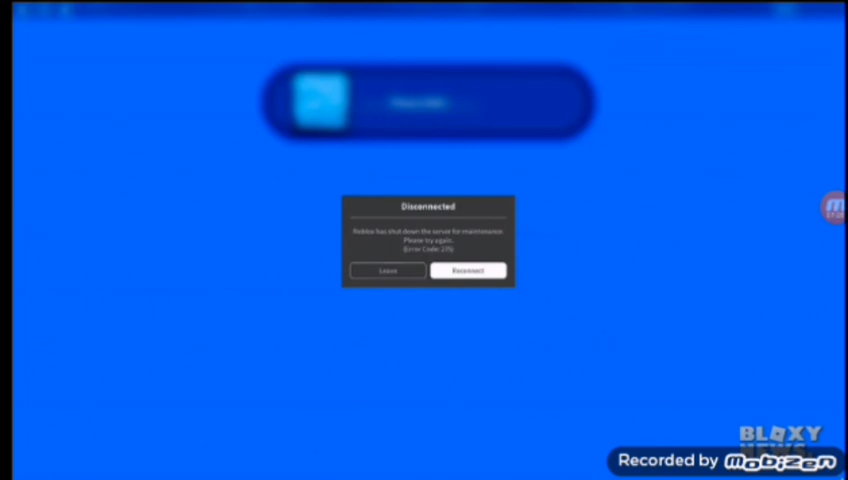 Disconnected
Roblox has shut down the server for maintenance.
Please try again.
(Error Code:
Leave
Reconnect
BLOXY
NEWS
Recorded by mobizen